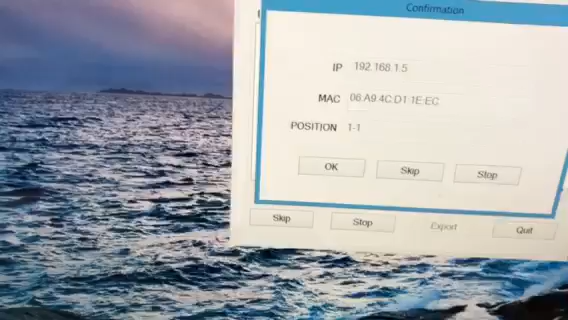 Confirmation
IP 192.168.1.5
MAC 06:A9:4C:D1:1E:EC
POSITION 1-1
OK Skip Stop
Skip Stop Export Quit